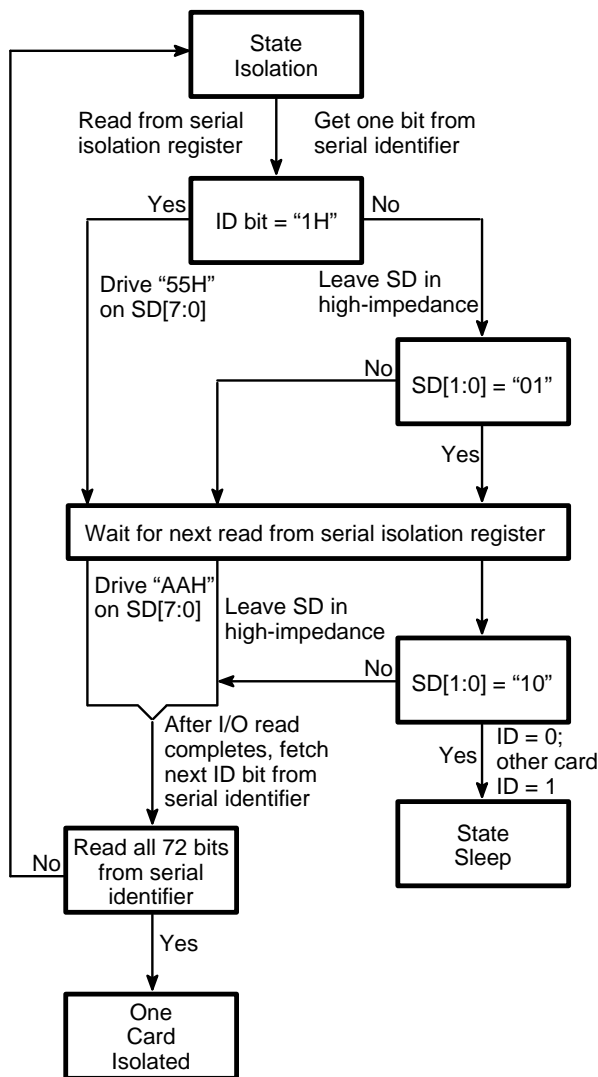 State
Isolation
Read from serial
isolation register
Get one bit from
serial identifier
Yes
ID bit = “1H”
No
Drive “55H”
on SD[7:0]
Leave SD in
high-impedance
No
SD[1:0] = “01”
Yes
Wait for next read from serial isolation register
Drive “AAH”
on SD[7:0]
Leave SD in
high-impedance
No
SD[1:0] = “10”
After I/O read
completes, fetch
next ID bit from
serial identifier
Yes
ID = 0;
other card
ID = 1
State
Sleep
No
Read all 72 bits
from serial
identifier
Yes
One
Card
Isolated